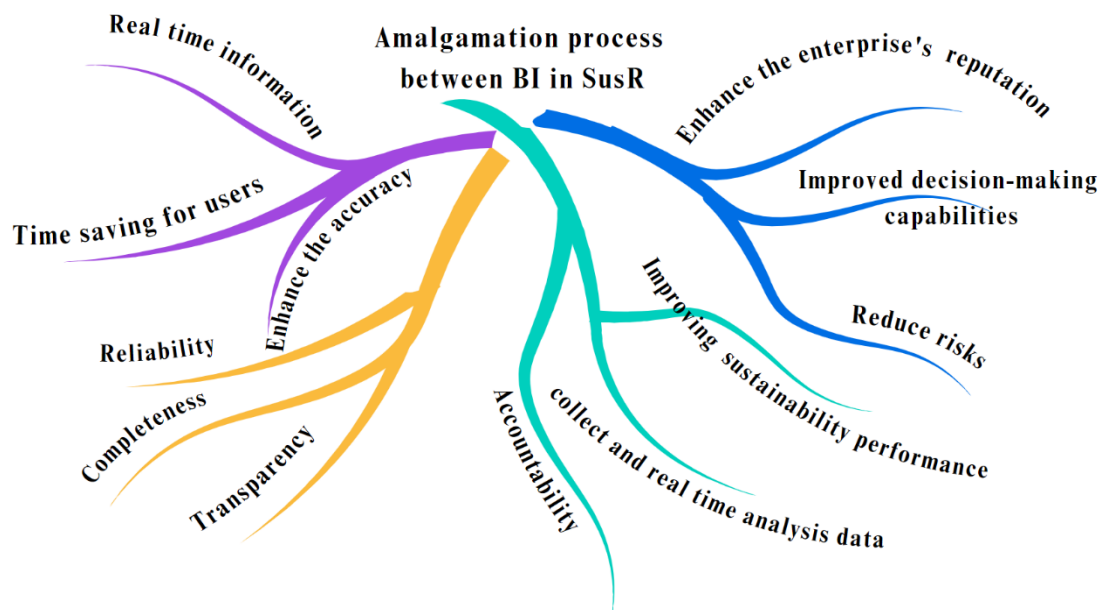 Amalgamation process
between BI in SusR
Real time information
Time saving for users
Enhance the accuracy
Reliability
Completeness
Transparency
Accountability
collect and real time analysis data
Improving sustainability performance
Enhance the enterprise's reputation
Improved decision-making
capabilities
Reduce risks